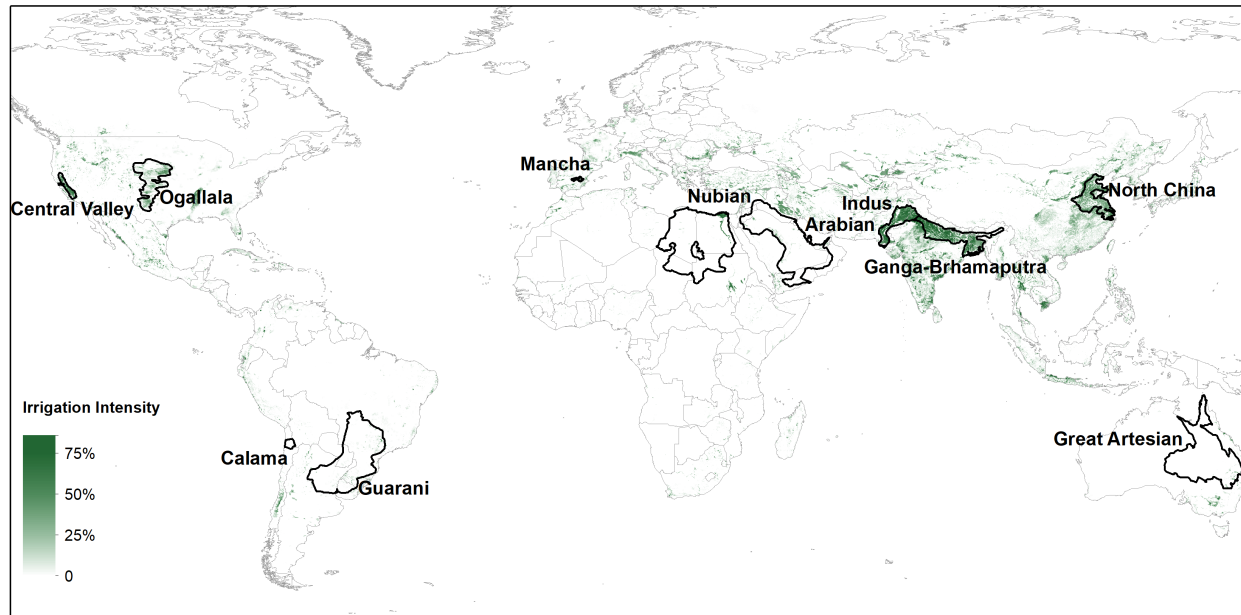 Mancha
Central Valley
Ogallala
Nubian
Indus
Arabian
North China
Ganga-Brhamaputra
Irrigation Intensity
75%
50%
25%
0
Calama
Guarani
Great Artesian